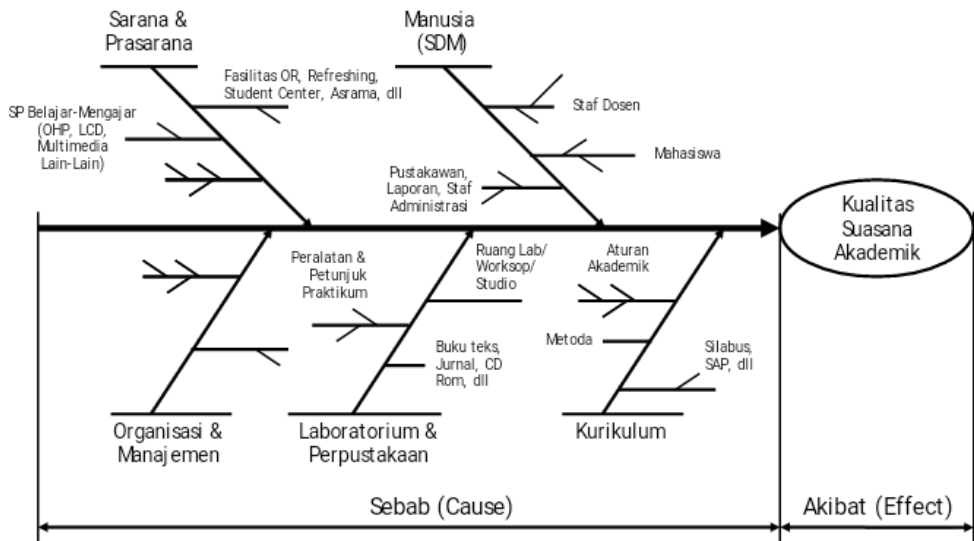 Sarana &
Prasarana
Manusia
(SDM)
Fasilitas OR, Refreshing,
Student Center, Asrama, dll
SP Belajar-Mengajar
(OHP, LCD,
Multimedia
Lain-Lain)
Staf Dosen
Mahasiswa
Pustakawan,
Laporan, Staf
Administrasi
Kualitas
Suasana
Akademik
Peralatan &
Petunjuk
Praktikum
Ruang Lab/
Worksop/
Studio
Aturan
Akademik
Metoda
Buku teks,
Jurnal, CD
Rom, dll
Silabus,
SAP, dll
Organisasi &
Manajemen
Laboratorium &
Perpustakaan
Kurikulum
Sebab (Cause)
Akibat (Effect)